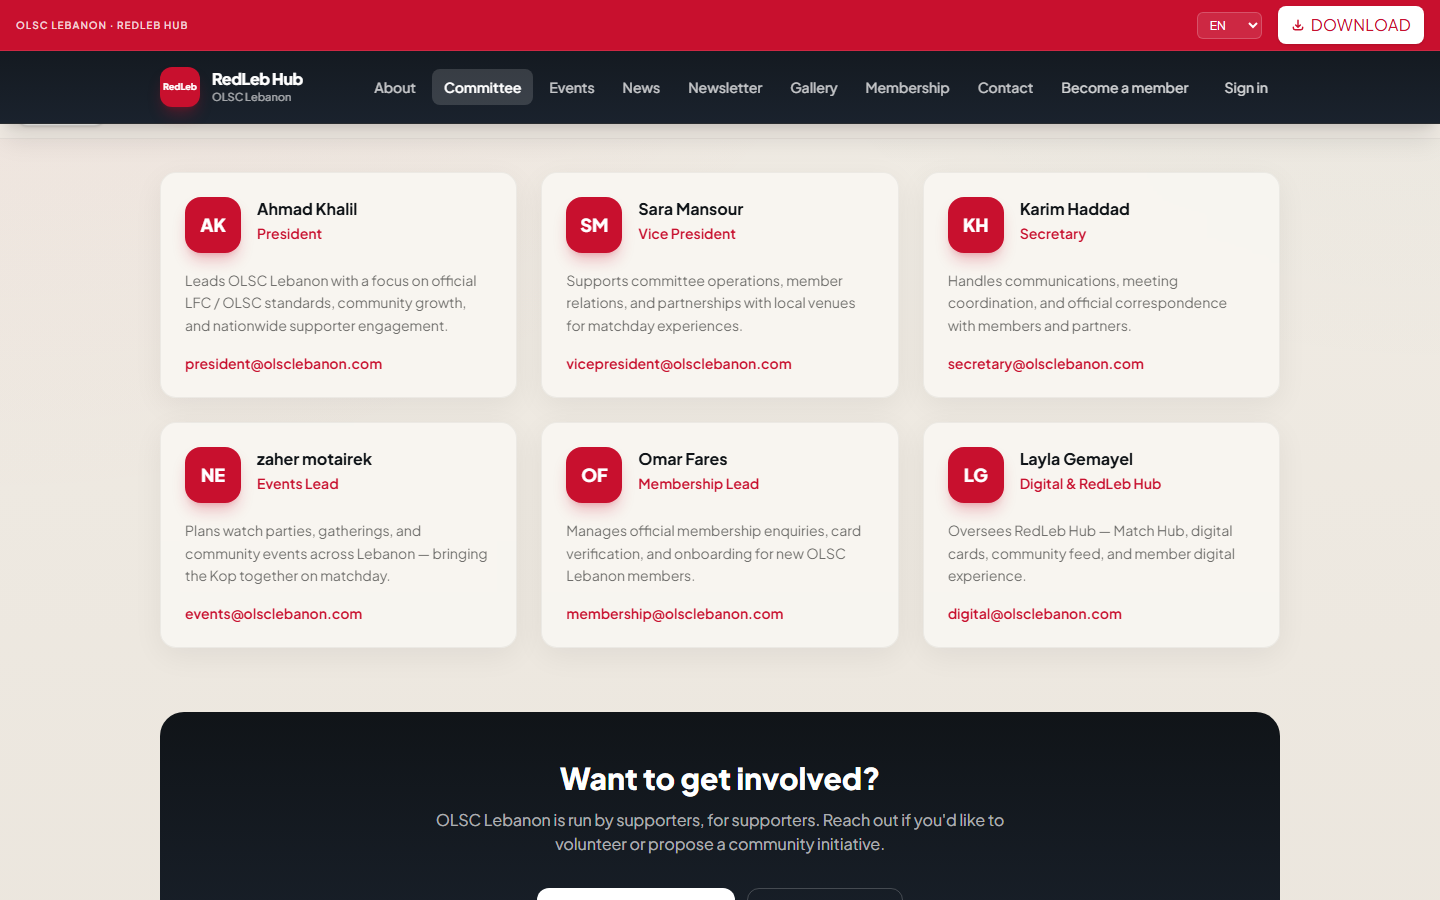 OLSC LEBANON · REDLEB HUB
EN
DOWNLOAD
RedLeb
RedLeb Hub
OLSC Lebanon
About
Committee
Events
News
Newsletter
Gallery
Membership
Contact
Become a member
Sign in
AK
Ahmad Khalil
President
Leads OLSC Lebanon with a focus on official
LFC / OLSC standards, community growth,
and nationwide supporter engagement.
president@olsclebanon.com
SM
Sara Mansour
Vice President
Supports committee operations, member
relations, and partnerships with local venues
for matchday experiences.
vicepresident@olsclebanon.com
KH
Karim Haddad
Secretary
Handles communications, meeting
coordination, and official correspondence
with members and partners.
secretary@olsclebanon.com
NE
zaher motairek
Events Lead
Plans watch parties, gatherings, and
community events across Lebanon — bringing
the Kop together on matchday.
events@olsclebanon.com
OF
Omar Fares
Membership Lead
Manages official membership enquiries, card
verification, and onboarding for new OLSC
Lebanon members.
membership@olsclebanon.com
LG
Layla Gemayel
Digital & RedLeb Hub
Oversees RedLeb Hub — Match Hub, digital
cards, community feed, and member digital
experience.
digital@olsclebanon.com
Want to get involved?
OLSC Lebanon is run by supporters, for supporters. Reach out if you'd like to
volunteer or propose a community initiative.